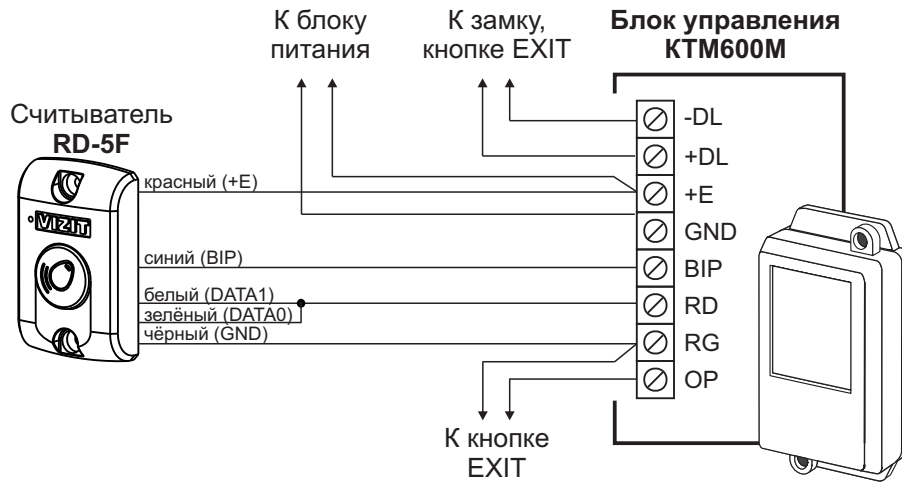 К блоку
питания
К замку,
кнопке EXIT
Блок управления
КТМ600М
Считыватель
RD-5F
VIZIT
красный (+E)
синий (BIP)
белый (DATA1)
зелёный (DATA0)
чёрный (GND)
-DL
+DL
+E
GND
BIP
RD
RG
OP
К кнопке
EXIT